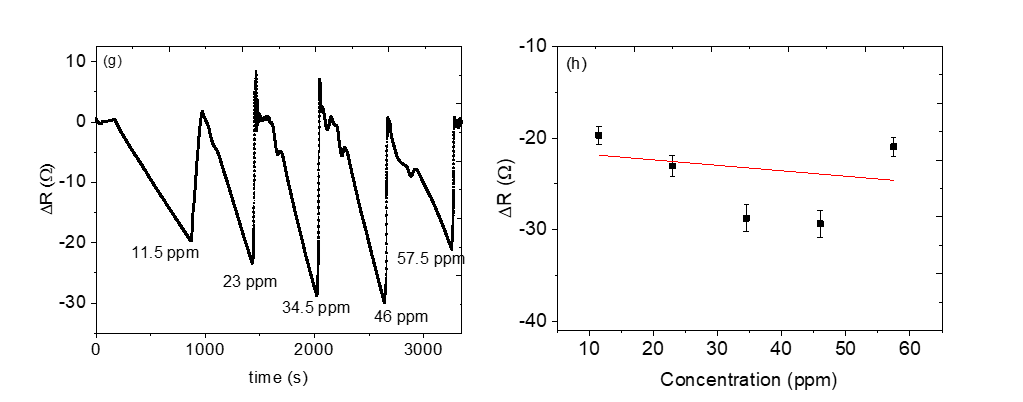 (g)
10
0
-10
-20
-30
ΔR (Ω)
11.5 ppm
23 ppm
34.5 ppm
46 ppm
57.5 ppm
0 1000 2000 3000
time (s)
(h)
-10
-20
-30
-40
ΔR (Ω)
10 20 30 40 50 60
Concentration (ppm)